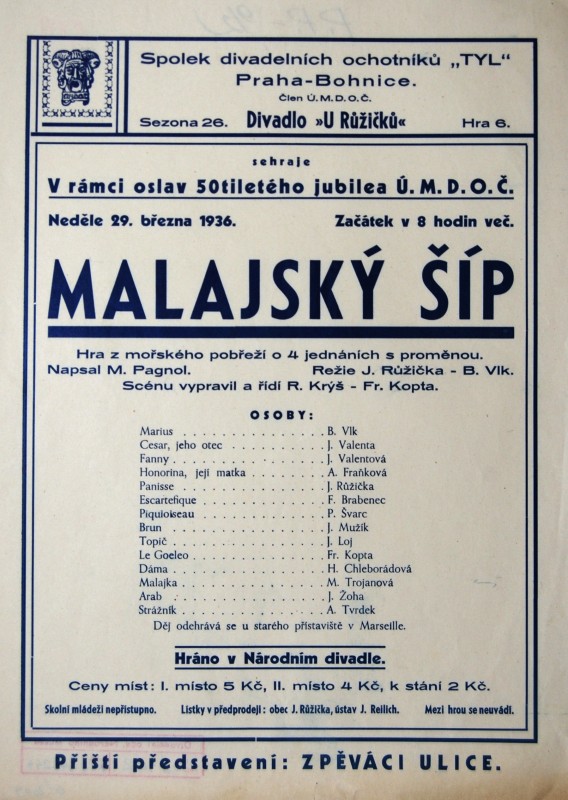 Spolek divadelních ochotníků „TYL“
Praha-Bohnice.
Člen Ú.M.D.O.Č.
Sezona 26. Divadlo »U Růžičků« Hra 6.
sehraje
V rámci oslav 50tiletého jubilea Ú. M. D. O. Č.
Neděle 29. března 1936. Začátek v 8 hodin več.
MALAJSKÝ ŠÍP
Hra z mořského pobřeží o 4 jednáních s proměnou.
Napsal M. Pagnol. Režie J. Růžička - B. Vlk.
Scénu vypravil a řídí R. Krýš - Fr. Kopta.
OSOBY:
Marius . . . . . . . . . . . . . B. Vlk
Cesar, jeho otec . . . . . . . . . J. Valenta
Fanny . . . . . . . . . . . . . J. Valentová
Honorina, její matka . . . . . . . A. Fraňková
Panisse . . . . . . . . . . . . J. Růžička
Escartefique . . . . . . . . . . F. Brabenec
Piquioiseau . . . . . . . . . . P. Švarc
Brun . . . . . . . . . . . . . J. Mužík
Topič . . . . . . . . . . . . . J. Loj
Le Goeleo . . . . . . . . . . . Fr. Kopta
Dáma . . . . . . . . . . . . . H. Chleborádová
Malajka . . . . . . . . . . . . M. Trojanová
Arab . . . . . . . . . . . . . J. Žoha
Strážník . . . . . . . . . . . . A. Tvrdek
Děj odehrává se u starého přístaviště v Marseille.
Hráno v Národním divadle.
Ceny míst: I. místo 5 Kč, II. místo 4 Kč, k stání 2 Kč.
Školní mládeži nepřístupno. Lístky v předprodeji: obec J. Růžička, ústav J. Reilich. Mezi hrou se neuvádí.
Příští představení: ZPĚVÁCI ULICE.